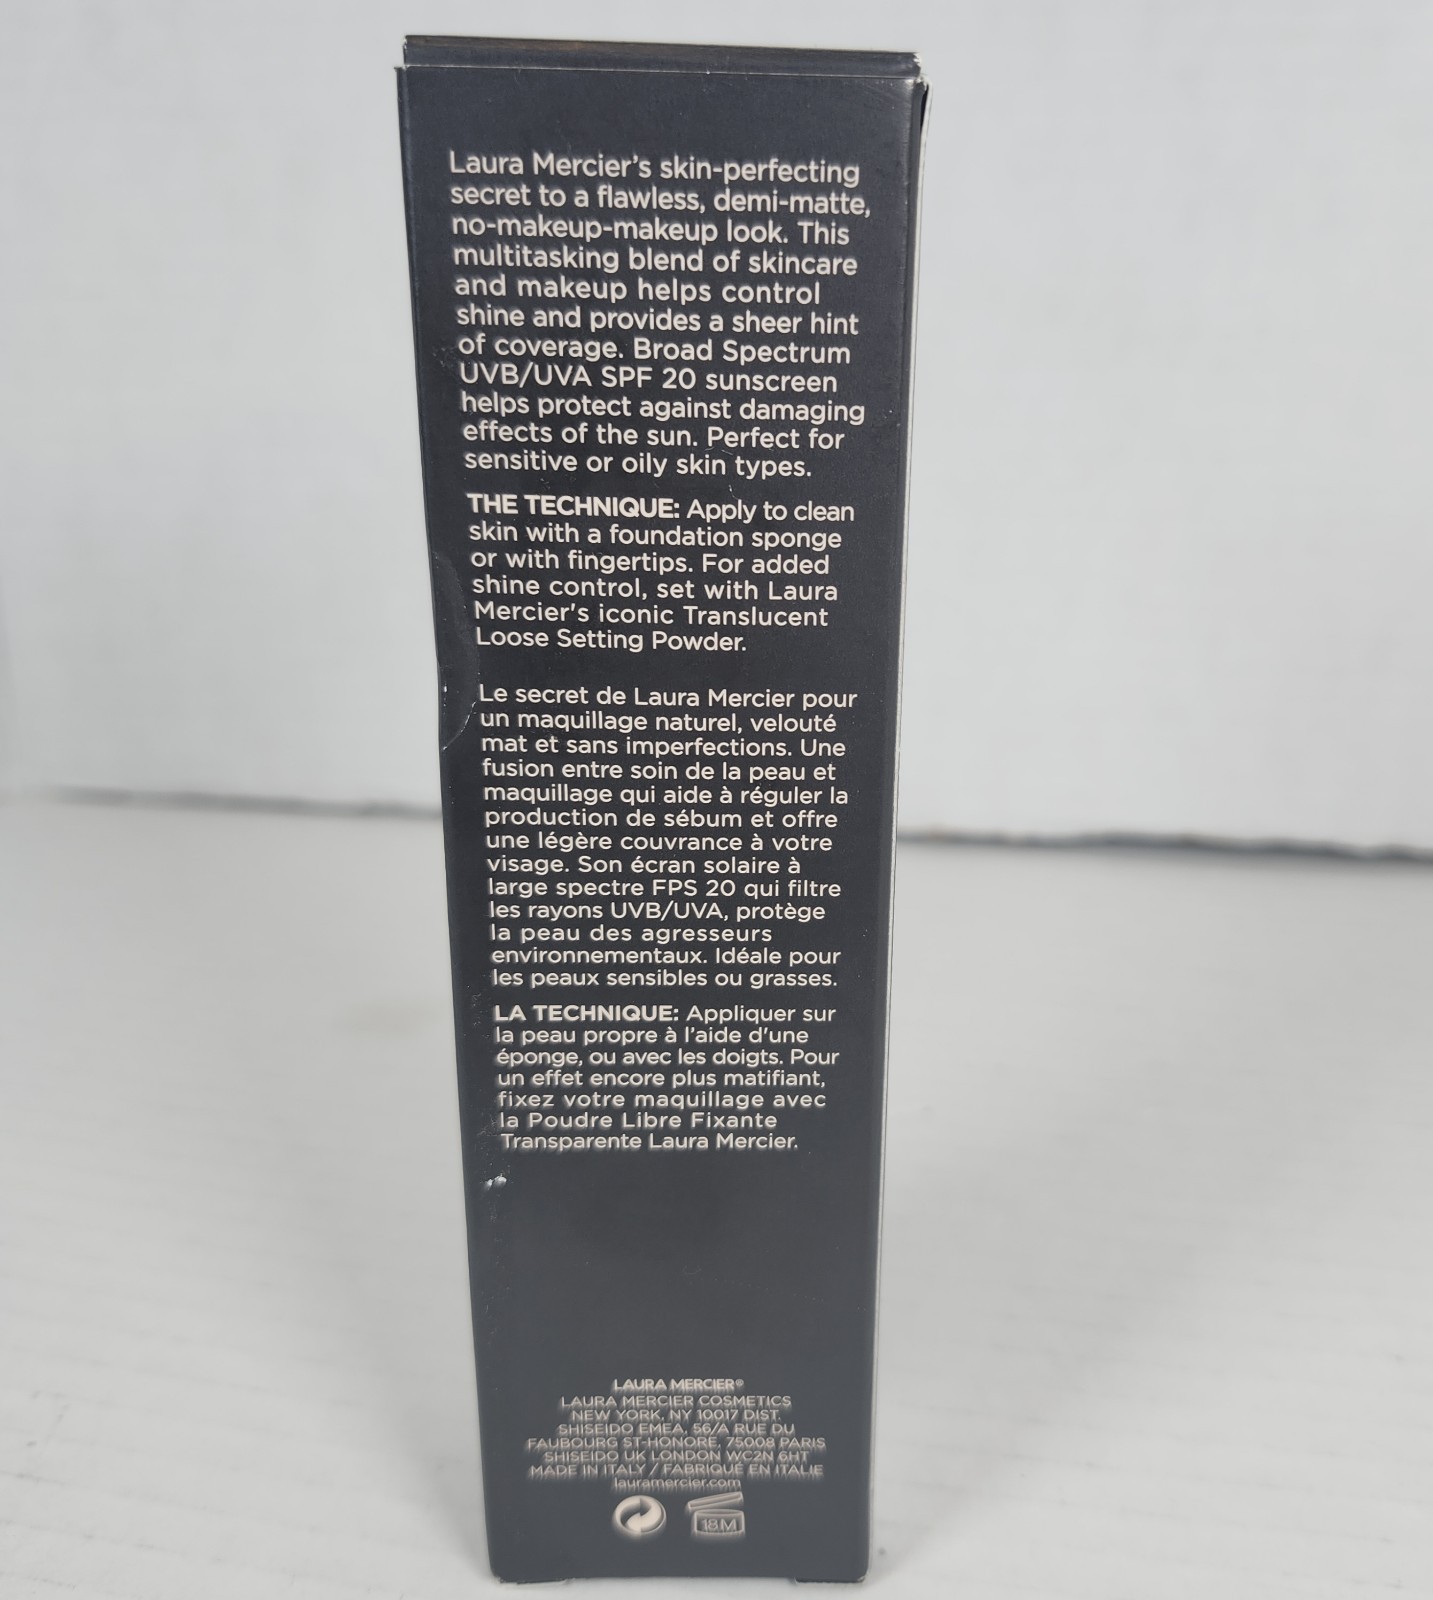 Laura Mercier's skin-perfecting
secret to a flawless, demi-matte,
no-makeup-makeup look. This
multitasking blend of skincare
and makeup helps control
shine and provides a sheer hint
of coverage. Broad Spectrum
UVB/UVA SPF 20 sunscreen
helps protect against damaging
effects of the sun. Perfect for
sensitive or oily skin types.
THE TECHNIQUE: Apply to clean
skin with a foundation sponge
or with fingertips. For added
shine control, set with Laura
Mercier's iconic Translucent
Loose Setting Powder.
Le secret de Laura Mercier pour
un maquillage naturel, velouté
mat et sans imperfections. Une
fusion entre soin de la peau et
maquillage qui aide à réguler la
production de sébum et offre
une légère couvrance à votre
visage. Son écran solaire à
large spectre FPS 20 qui filtre
les rayons UVB/UVA, protège
la peau des agresseurs
environnementaux. Idéale pour
les peaux sensibles ou grasses.
LA TECHNIQUE: Appliquer sur
la peau propre à l'aide d'une
éponge, ou avec les doigts. Pour
un effet encore plus matifiant,
fixez votre maquillage avec
la Poudre Libre Fixante
Transparente Laura Mercier.
LAURA MERCIER®
LAURA MERCIER COSMETICS
NEW YORK, NY 10017 DIST.
SHISEIDO EMEA, 56/A RUE DU
FAUBOURG ST-HONORE, 75008 PARIS
SHISEIDO UK LONDON WC2N 6HT
MADE IN ITALY / FABRIQUÉ EN ITALIE
lauramercier.com
18M